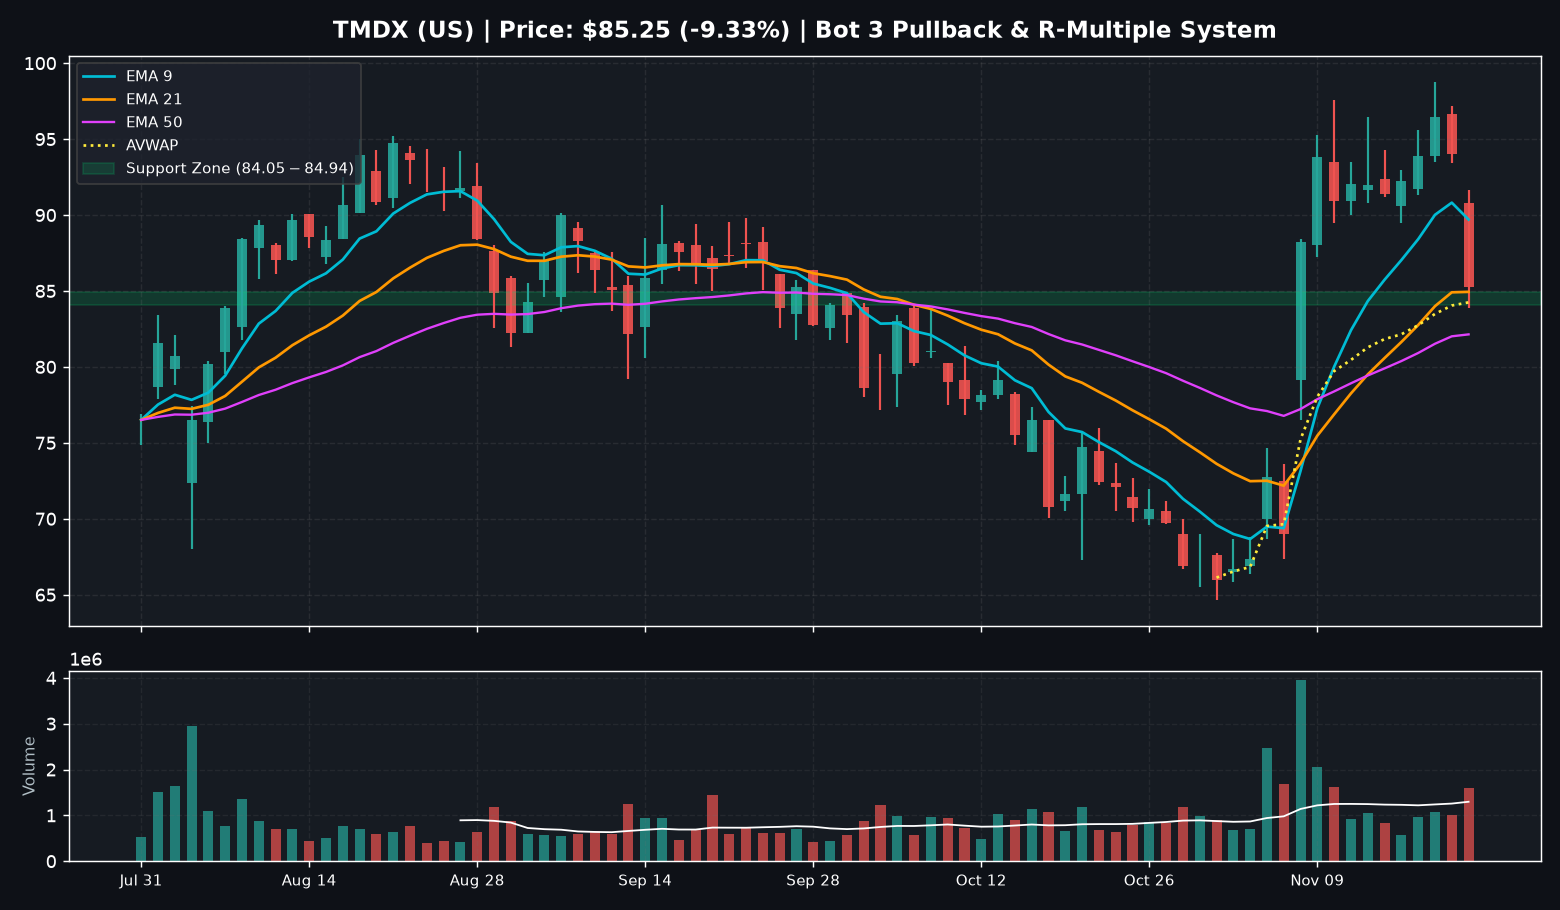 TMDX (US) | Price: $85.25 (-9.33%) | Bot 3 Pullback & R-Multiple System
EMA 9
EMA 21
EMA 50
AVWAP
Support Zone (84.05 − 84.94)
100
95
90
85
80
75
70
65
1e6
4
3
2
1
0
Volume
Jul 31
Aug 14
Aug 28
Sep 14
Sep 28
Oct 12
Oct 26
Nov 09